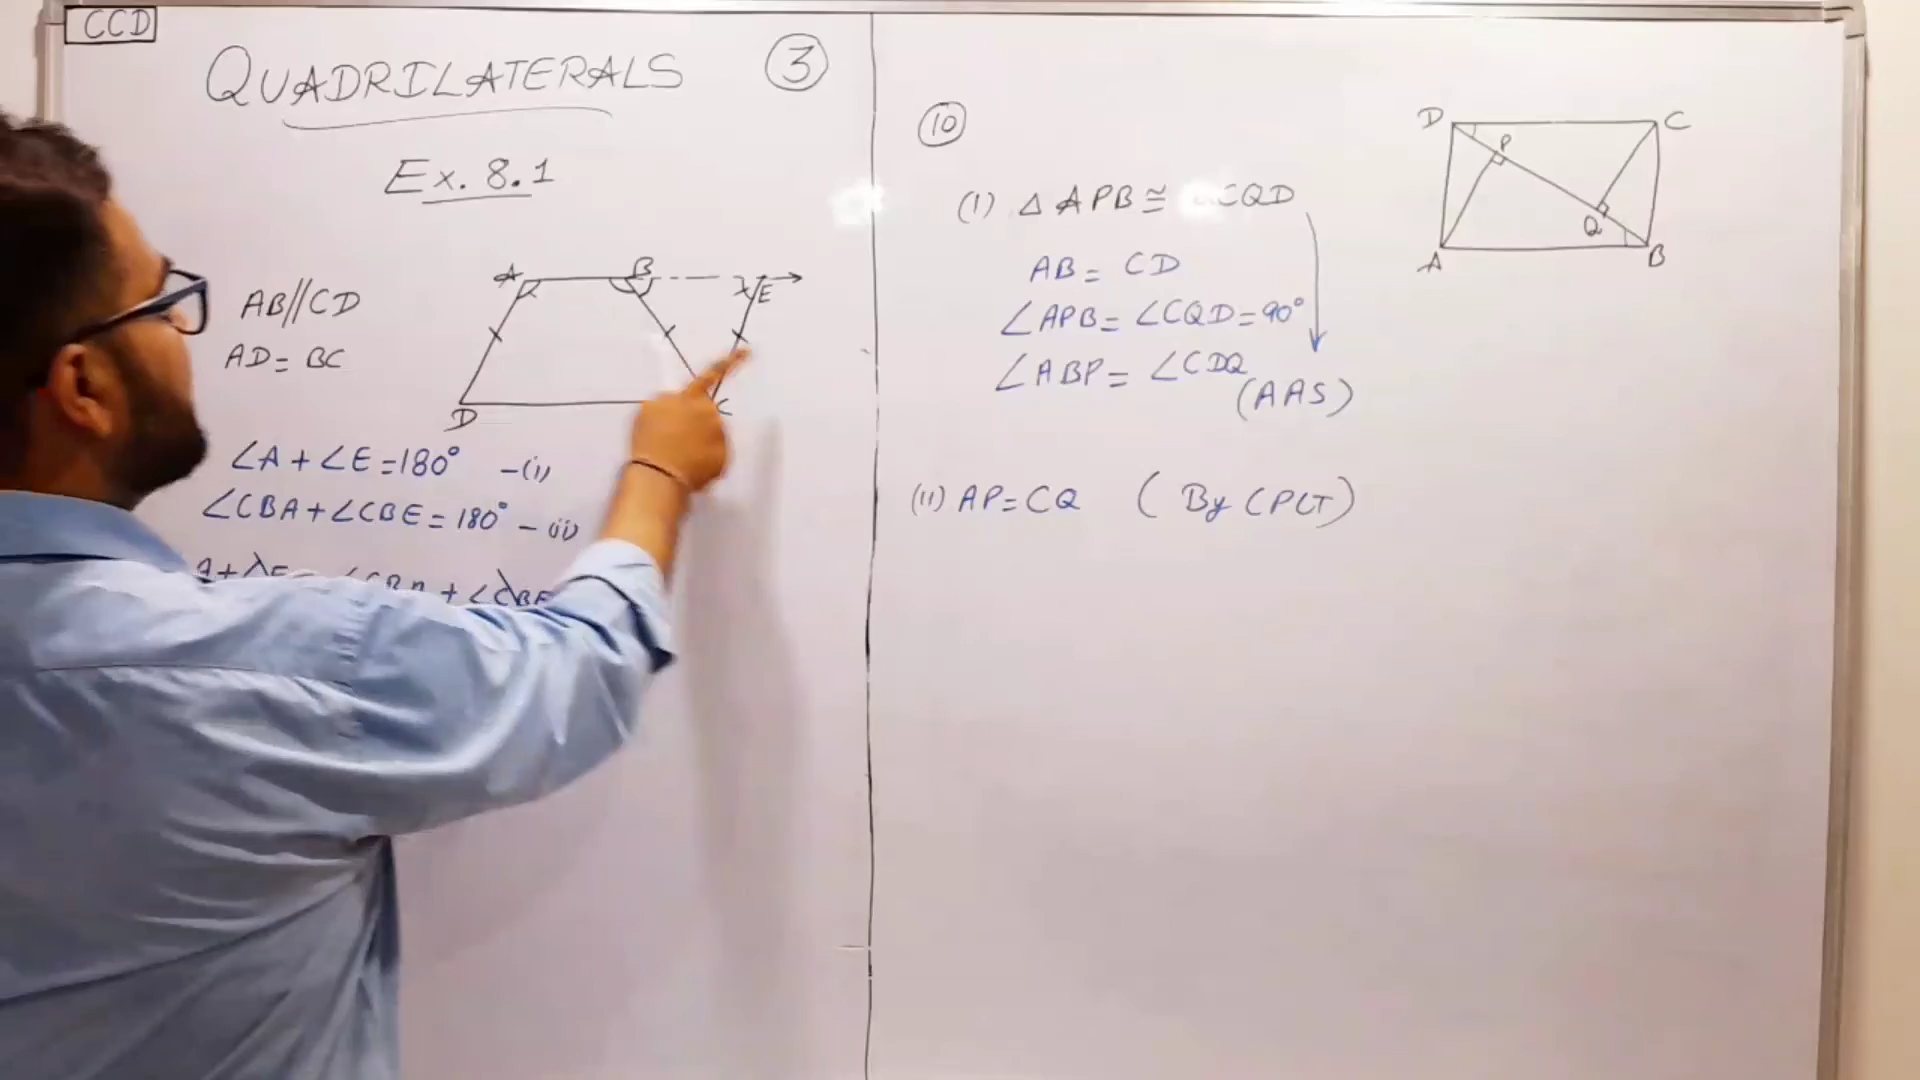 CCD
QUADRILATERALS
3
Ex. 8.1
A B E
AB//CD
AD = BC
D C
∠A + ∠E = 180° -(i)
∠CBA + ∠CBE = 180° - (ii)
A + ∠E = ∠CBA + ∠CBE
10
D C
P
Q
A B
(I) △ APB ≅ CQD
AB = CD
∠APB = ∠CQD = 90°
∠ABP = ∠CDQ
(AAS)
(II) AP = CQ ( By CPCT )